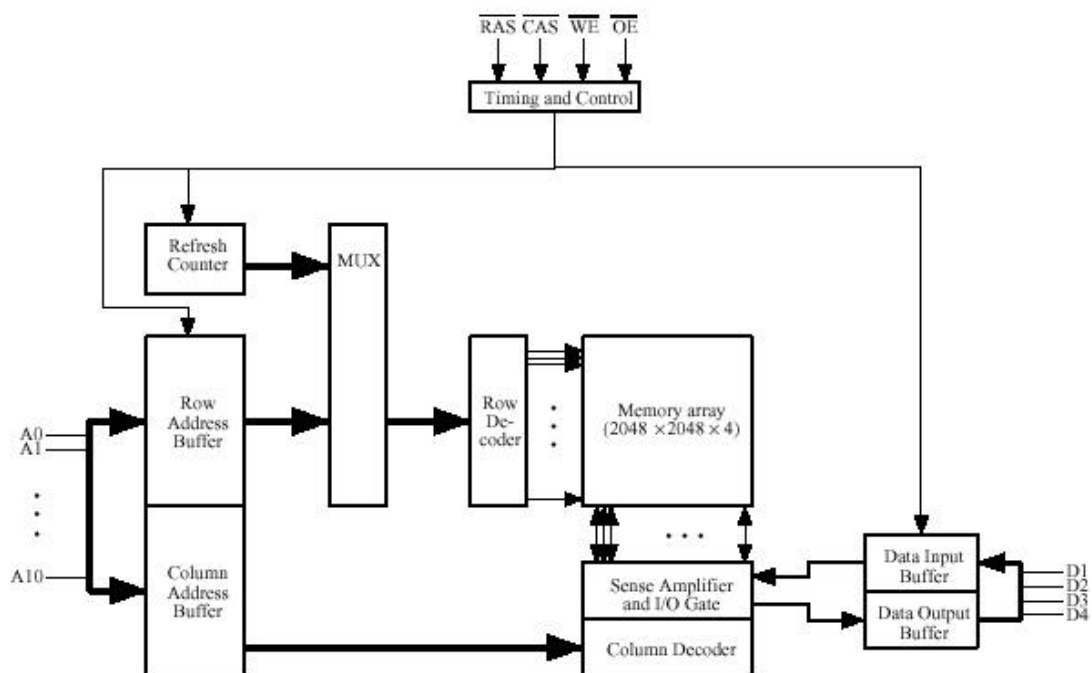 RAS CAS WE OE
Timing and Control
Refresh
Counter
MUX
Row
Address
Buffer
Row
De-
coder
Memory array
(2048 ×2048 × 4)
A0
A1
A10
Column
Address
Buffer
Sense Amplifier
and I/O Gate
Column Decoder
Data Input
Buffer
Data Output
Buffer
D1
D2
D3
D4